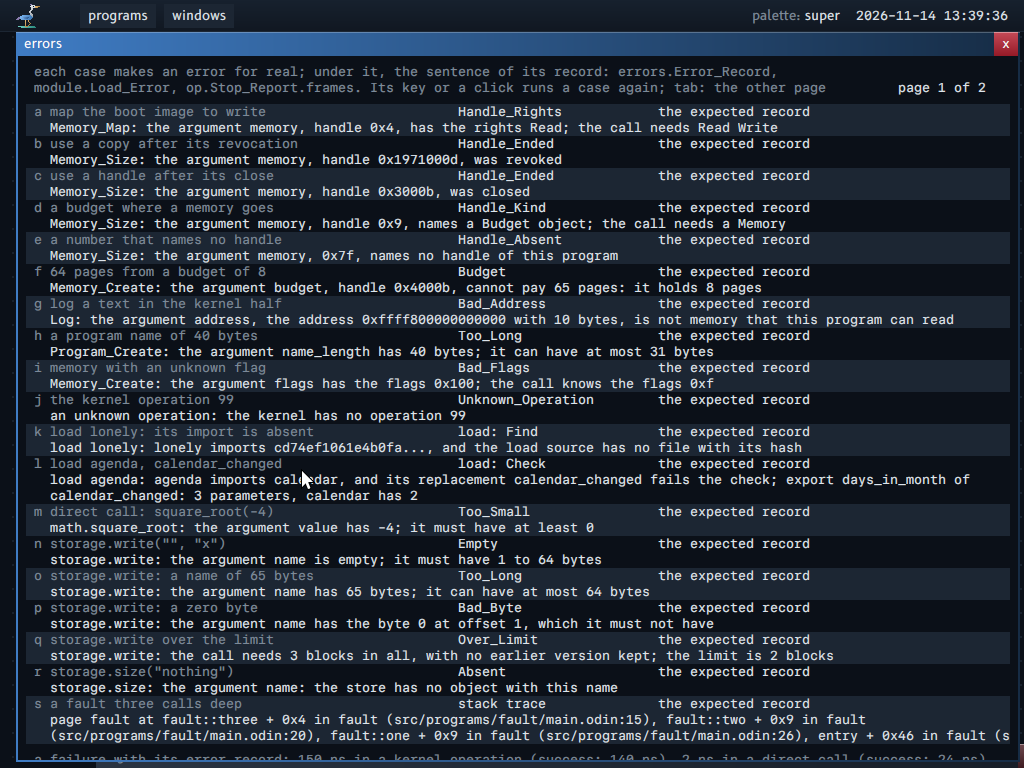 programs windows palette: super 2026-11-14 13:39:36
errors x
each case makes an error for real; under it, the sentence of its record: errors.Error_Record,
module.Load_Error, op.Stop_Report.frames. Its key or a click runs a case again; tab: the other page page 1 of 2
a map the boot image to write Handle_Rights the expected record
Memory_Map: the argument memory, handle 0x4, has the rights Read; the call needs Read Write
b use a copy after its revocation Handle_Ended the expected record
Memory_Size: the argument memory, handle 0x1971000d, was revoked
c use a handle after its close Handle_Ended the expected record
Memory_Size: the argument memory, handle 0x3000b, was closed
d a budget where a memory goes Handle_Kind the expected record
Memory_Size: the argument memory, handle 0x9, names a Budget object; the call needs a Memory
e a number that names no handle Handle_Absent the expected record
Memory_Size: the argument memory, 0x7f, names no handle of this program
f 64 pages from a budget of 8 Budget the expected record
Memory_Create: the argument budget, handle 0x4000b, cannot pay 65 pages: it holds 8 pages
g log a text in the kernel half Bad_Address the expected record
Log: the argument address, the address 0xffff800000000000 with 10 bytes, is not memory that this program can read
h a program name of 40 bytes Too_Long the expected record
Program_Create: the argument name_length has 40 bytes; it can have at most 31 bytes
i memory with an unknown flag Bad_Flags the expected record
Memory_Create: the argument flags has the flags 0x100; the call knows the flags 0xf
j the kernel operation 99 Unknown_Operation the expected record
an unknown operation: the kernel has no operation 99
k load lonely: its import is absent load: Find the expected record
load lonely: lonely imports cd74ef1061e4b0fa..., and the load source has no file with its hash
l load agenda, calendar_changed load: Check the expected record
load agenda: agenda imports calendar, and its replacement calendar_changed fails the check; export days_in_month of
calendar_changed: 3 parameters, calendar has 2
m direct call: square_root(-4) Too_Small the expected record
math.square_root: the argument value has -4; it must have at least 0
n storage.write("", "x") Empty the expected record
storage.write: the argument name is empty; it must have 1 to 64 bytes
o storage.write: a name of 65 bytes Too_Long the expected record
storage.write: the argument name has 65 bytes; it can have at most 64 bytes
p storage.write: a zero byte Bad_Byte the expected record
storage.write: the argument name has the byte 0 at offset 1, which it must not have
q storage.write over the limit Over_Limit the expected record
storage.write: the call needs 3 blocks in all, with no earlier version kept; the limit is 2 blocks
r storage.size("nothing") Absent the expected record
storage.size: the argument name: the store has no object with this name
s a fault three calls deep stack trace the expected record
page fault at fault::three + 0x4 in fault (src/programs/fault/main.odin:15), fault::two + 0x9 in fault
(src/programs/fault/main.odin:20), fault::one + 0x9 in fault (src/programs/fault/main.odin:26), entry + 0x46 in fault (s
a failure with its error record: 150 ns in a kernel operation (success: 140 ns), 2 ns in a direct call (success: 24 ns)